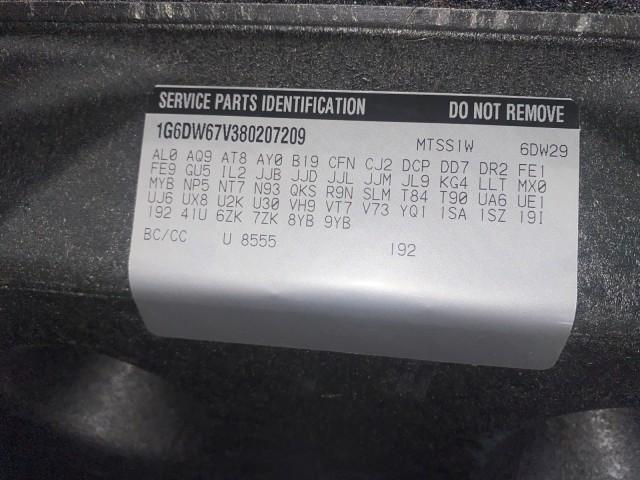 SERVICE PARTS IDENTIFICATION DO NOT REMOVE
1G6DW67V380207209 MTSS1W 6DW29
AL0 AQ9 AT8 AY0 B19 CFN CJ2 DCP DD7 DR2 FE1
FE9 GU5 IL2 JJB JJD JJL JJM JL9 KG4 LLT MX0
MYB NP5 NT7 N93 QKS R9N SLM T84 T90 UA6 UE1
UJ6 UX8 U2K U30 VH9 VT7 V73 YQ1 1SA 1SZ 19I
192 41U 6ZK 7ZK 8YB 9YB
BC/CC U 8555 I92